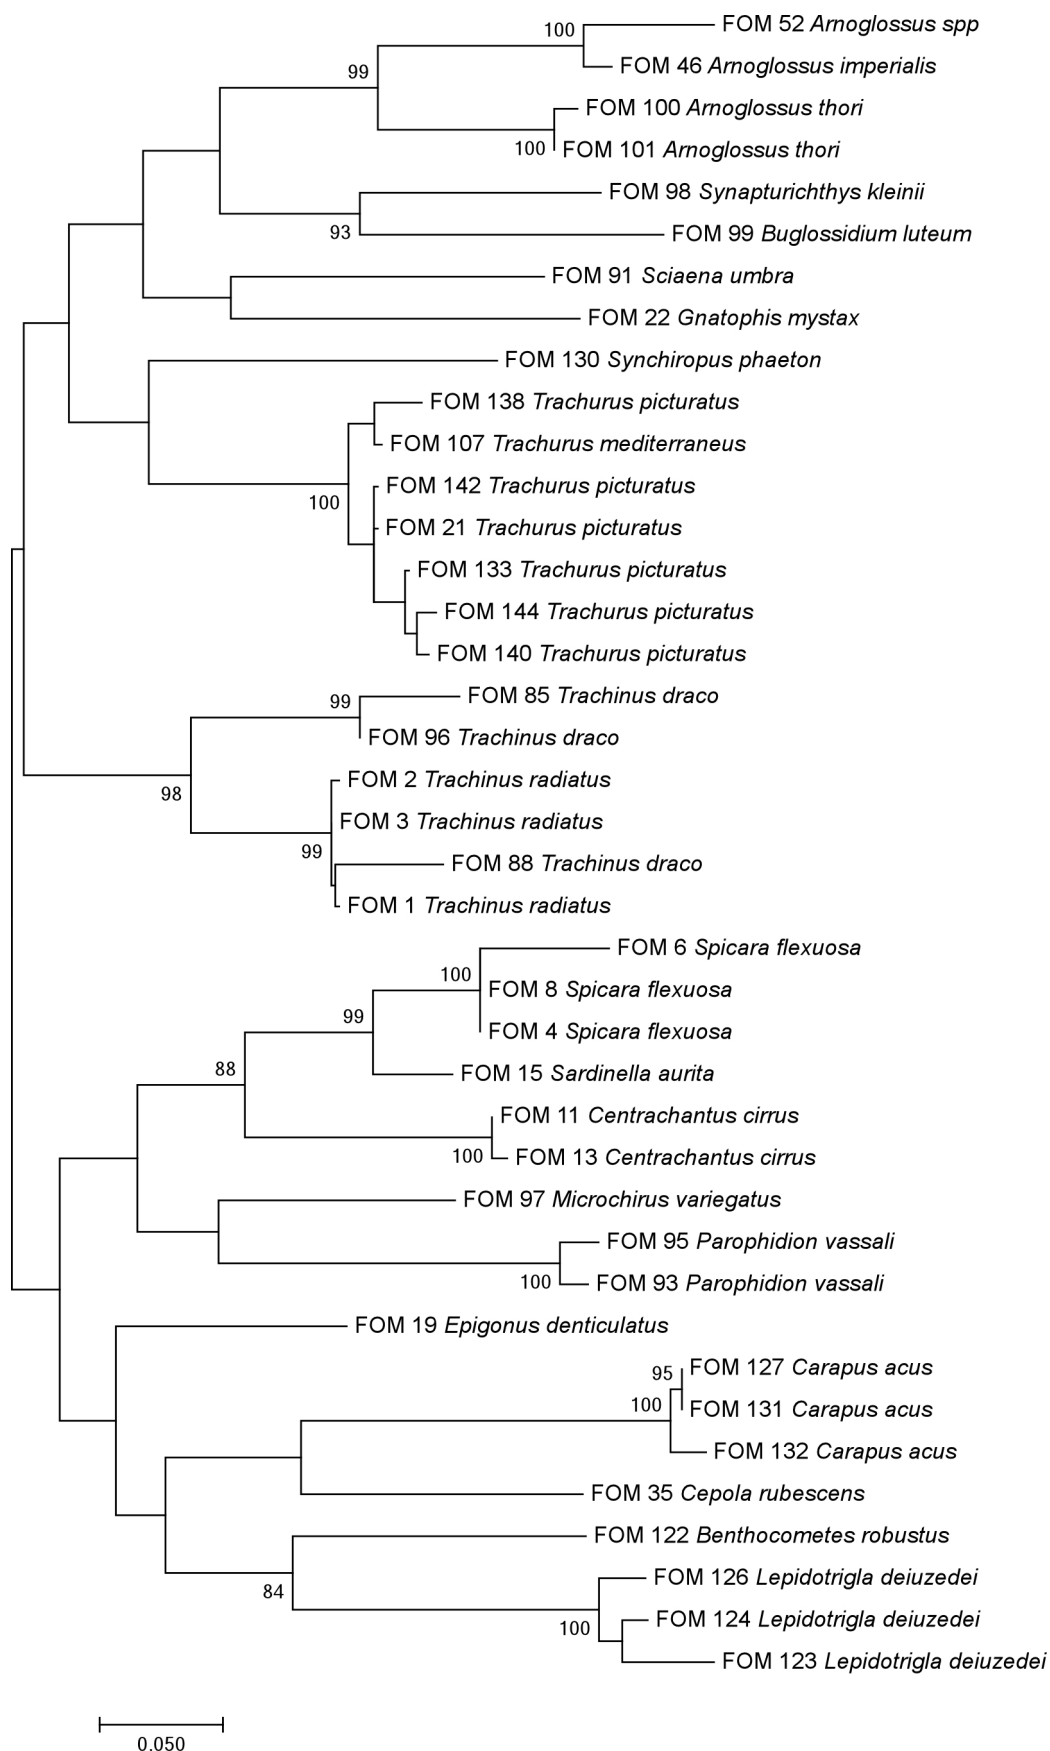 100
FOM 52 Arnoglossus spp
99
FOM 46 Arnoglossus imperialis
FOM 100 Arnoglossus thori
100
FOM 101 Arnoglossus thori
FOM 98 Synapturichthys kleinii
93
FOM 99 Buglossidium luteum
FOM 91 Sciaena umbra
FOM 22 Gnatophis mystax
FOM 130 Synchiropus phaeton
FOM 138 Trachurus picturatus
FOM 107 Trachurus mediterraneus
100
FOM 142 Trachurus picturatus
FOM 21 Trachurus picturatus
FOM 133 Trachurus picturatus
FOM 144 Trachurus picturatus
FOM 140 Trachurus picturatus
99
FOM 85 Trachinus draco
FOM 96 Trachinus draco
98
FOM 2 Trachinus radiatus
FOM 3 Trachinus radiatus
99
FOM 88 Trachinus draco
FOM 1 Trachinus radiatus
FOM 6 Spicara flexuosa
100
FOM 8 Spicara flexuosa
99
FOM 4 Spicara flexuosa
88
FOM 15 Sardinella aurita
FOM 11 Centrachantus cirrus
100
FOM 13 Centrachantus cirrus
FOM 97 Microchirus variegatus
FOM 95 Parophidion vassali
100
FOM 93 Parophidion vassali
FOM 19 Epigonus denticulatus
95
FOM 127 Carapus acus
100
FOM 131 Carapus acus
FOM 132 Carapus acus
FOM 35 Cepola rubescens
FOM 122 Benthocometes robustus
84
FOM 126 Lepidotrigla deiuzedei
100
FOM 124 Lepidotrigla deiuzedei
FOM 123 Lepidotrigla deiuzedei
0.050